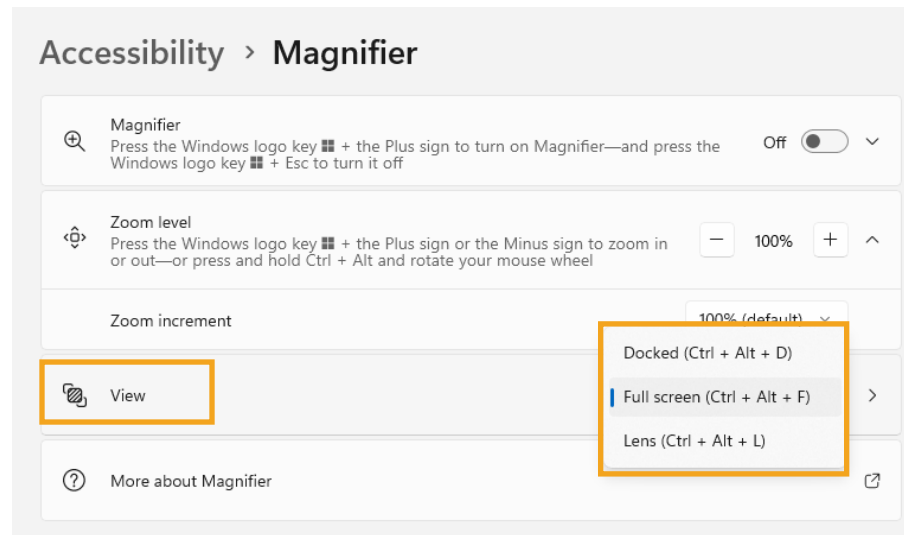 Accessibility > Magnifier
Magnifier
Press the Windows logo key + the Plus sign to turn on Magnifier—and press the
Windows logo key + Esc to turn it off
Off
Zoom level
Press the Windows logo key + the Plus sign or the Minus sign to zoom in
or out—or press and hold Ctrl + Alt and rotate your mouse wheel
100%
Zoom increment
100% (default)
View
Docked (Ctrl + Alt + D)
Full screen (Ctrl + Alt + F)
Lens (Ctrl + Alt + L)
More about Magnifier